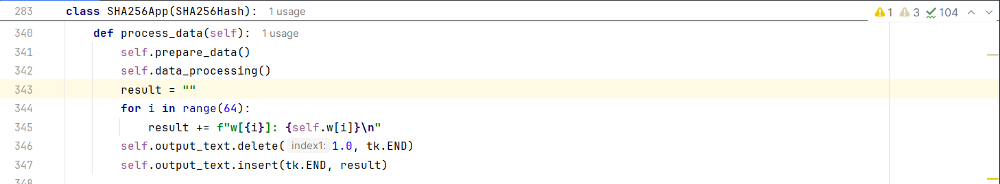 283 class SHA256App(SHA256Hash): 1 usage 1 3 104
340 def process_data(self): 1 usage
341 self.prepare_data()
342 self.data_processing()
343 result = ""
344 for i in range(64):
345 result += f"w[{i}]: {self.w[i]}\n"
346 self.output_text.delete( index1: 1.0, tk.END)
347 self.output_text.insert(tk.END, result)
348